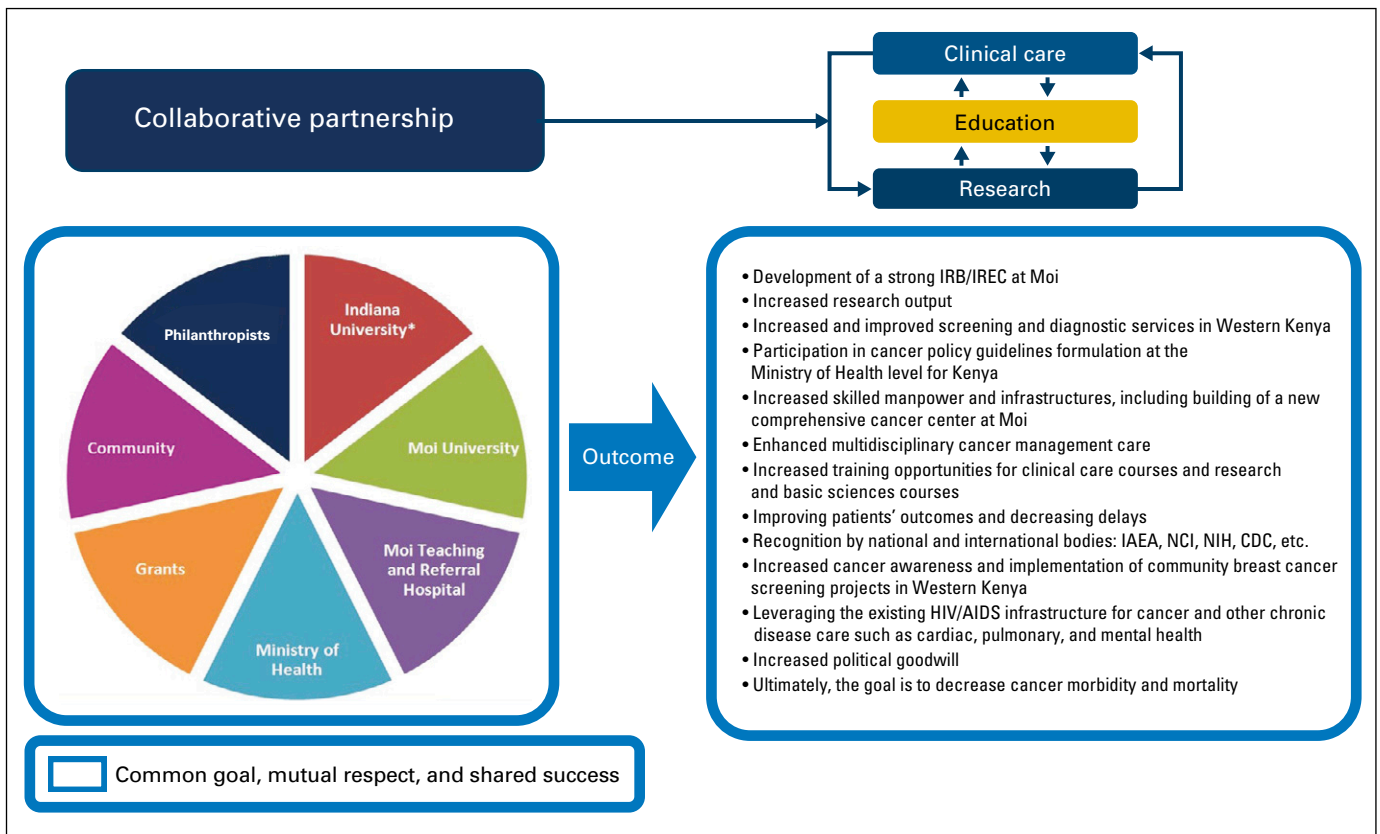 Collaborative partnership
Clinical care
Education
Research
Philanthropists
Indiana
University*
Community
Moi University
Grants
Moi Teaching
and Referral
Hospital
Ministry of
Health
Outcome
• Development of a strong IRB/IREC at Moi
• Increased research output
• Increased and improved screening and diagnostic services in Western Kenya
• Participation in cancer policy guidelines formulation at the
Ministry of Health level for Kenya
• Increased skilled manpower and infrastructures, including building of a new
comprehensive cancer center at Moi
• Enhanced multidisciplinary cancer management care
• Increased training opportunities for clinical care courses and research
and basic sciences courses
• Improving patients’ outcomes and decreasing delays
• Recognition by national and international bodies: IAEA, NCI, NIH, CDC, etc.
• Increased cancer awareness and implementation of community breast cancer
screening projects in Western Kenya
• Leveraging the existing HIV/AIDS infrastructure for cancer and other chronic
disease care such as cardiac, pulmonary, and mental health
• Increased political goodwill
• Ultimately, the goal is to decrease cancer morbidity and mortality
Common goal, mutual respect, and shared success